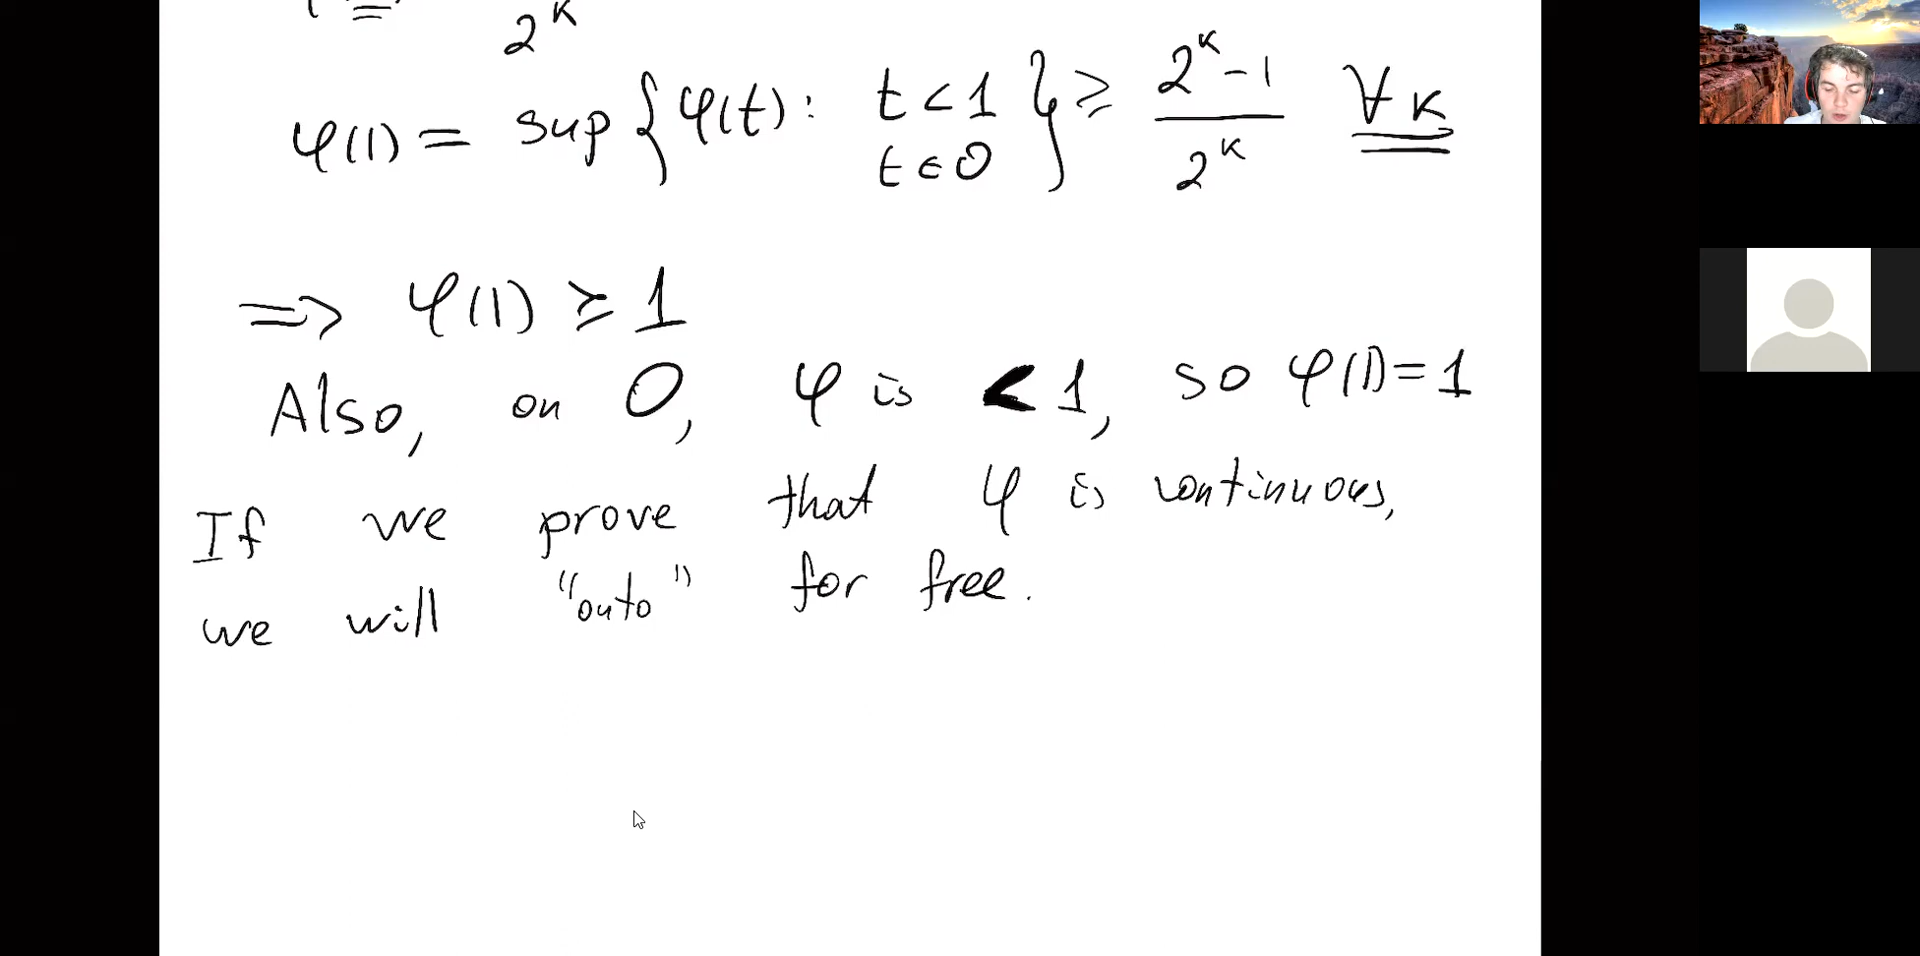 2^k
φ(1) = sup { φ(t) : t < 1 t ∈ O } ⩾ (2^k - 1) / 2^k ∀ k
=> φ(1) ⩾ 1
Also, on O, φ is < 1, so φ(1) = 1
If we prove that φ is continuous,
we will "onto" for free.